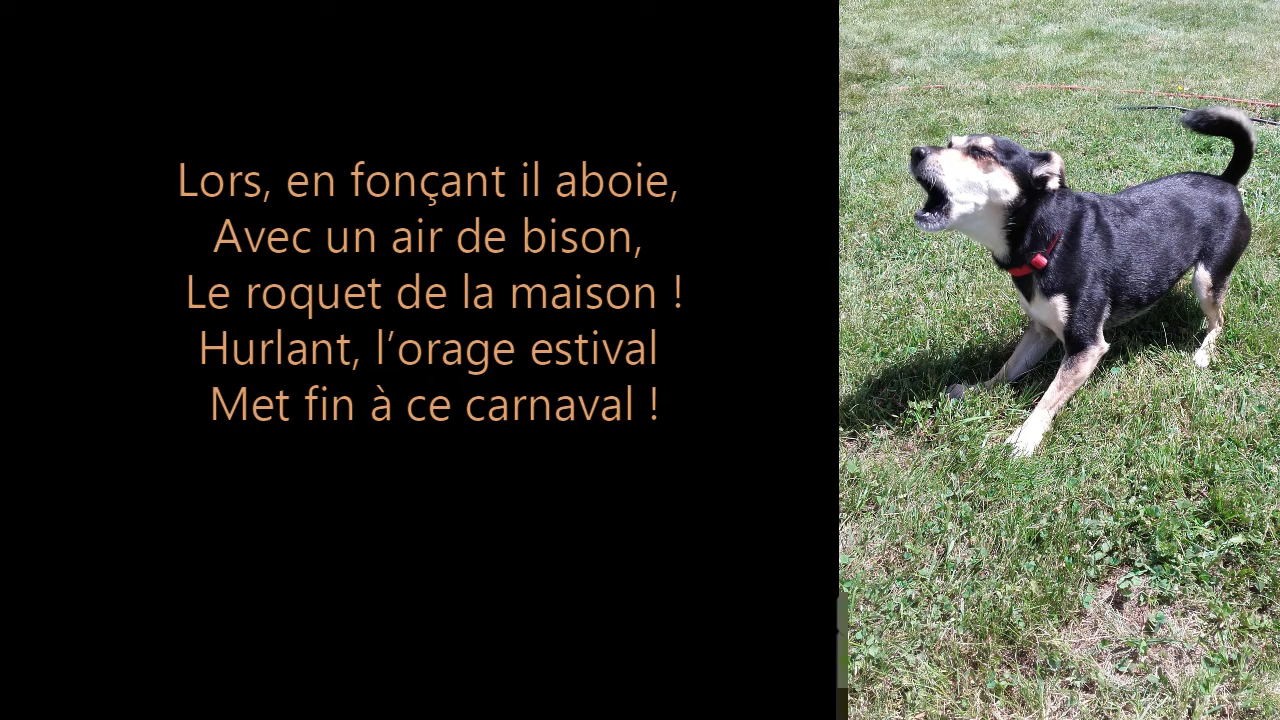 Lors, en fonçant il aboie,
Avec un air de bison,
Le roquet de la maison !
Hurlant, l’orage estival
Met fin à ce carnaval !